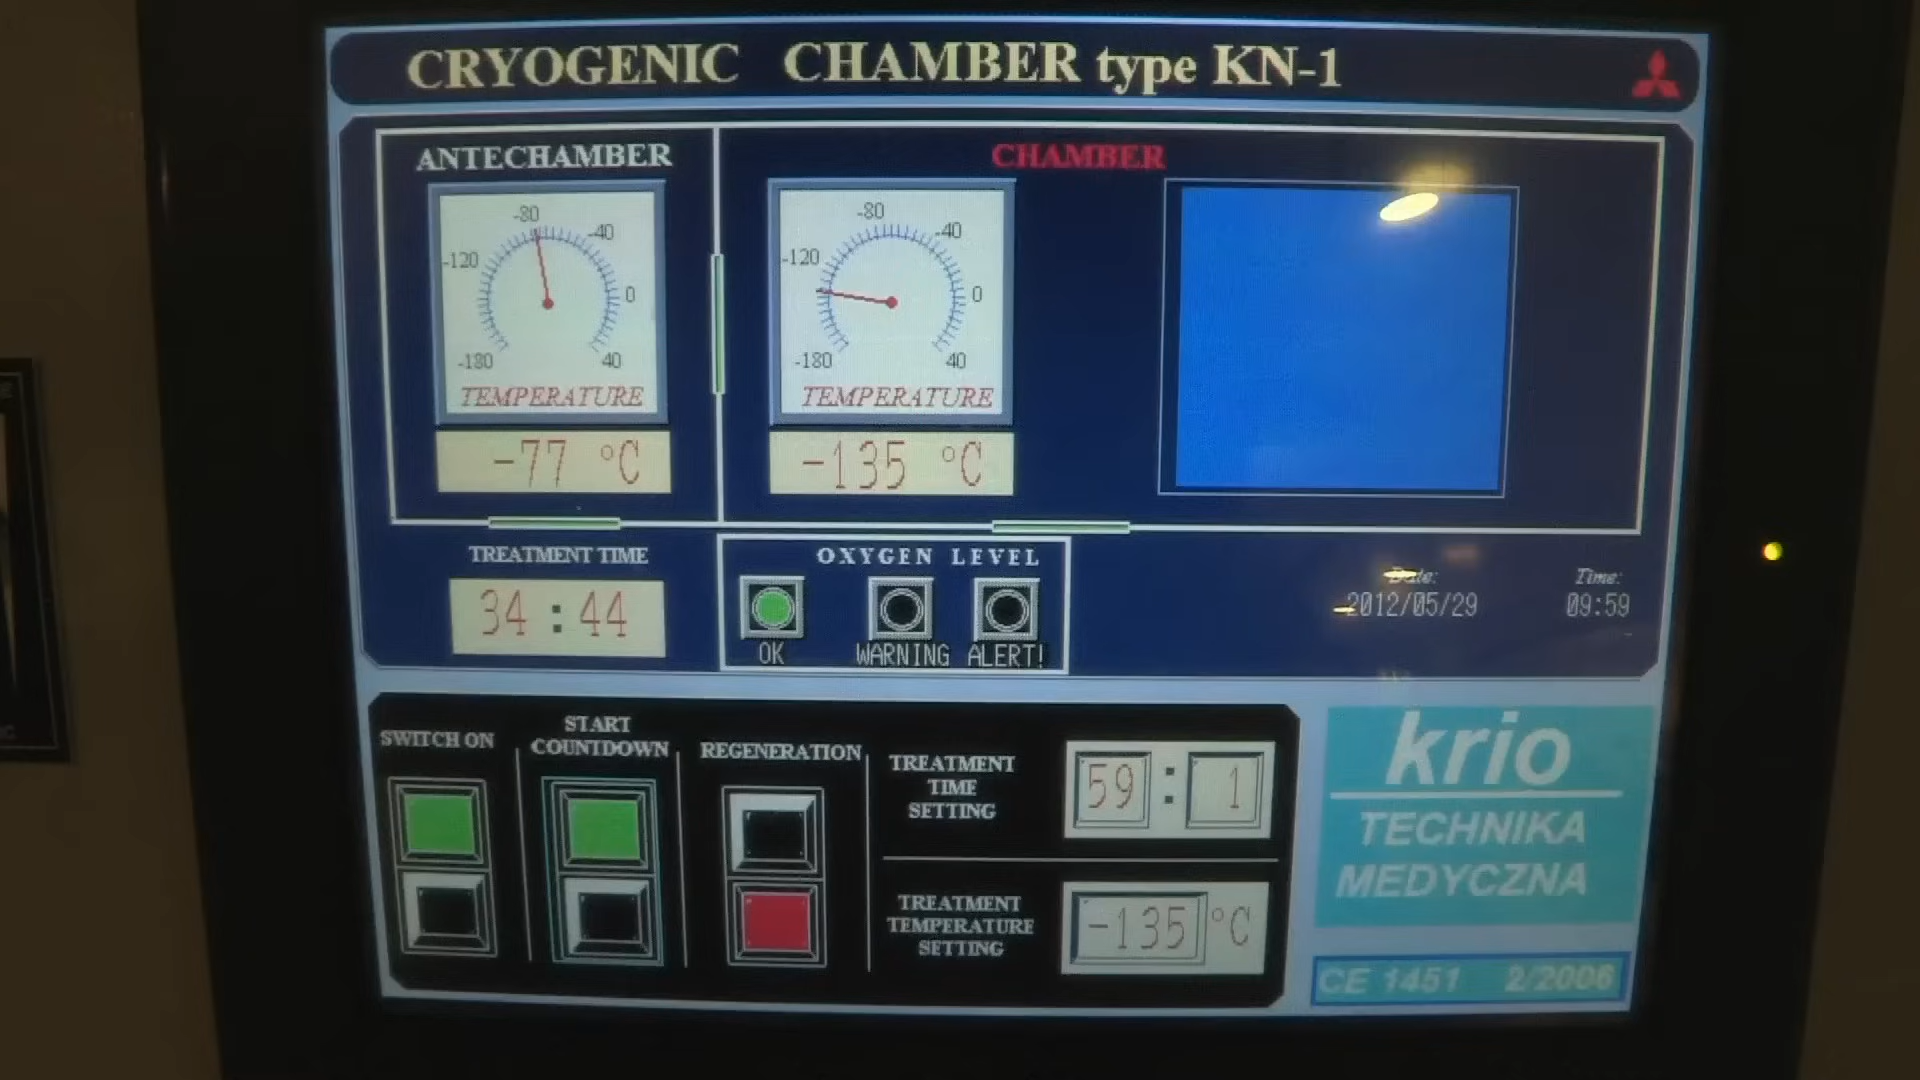 CRYOGENIC CHAMBER type KN-1
ANTECHAMBER
CHAMBER
-180
-120
-80
-40
0
40
TEMPERATURE
-77 °C
-180
-120
-80
-40
0
40
TEMPERATURE
-135 °C
TREATMENT TIME
34 : 44
OXYGEN LEVEL
OK
WARNING
ALERT!
Date:
2012/05/29
Time:
09:59
SWITCH ON
START
COUNTDOWN
REGENERATION
TREATMENT
TIME
SETTING
59 : 1
TREATMENT
TEMPERATURE
SETTING
-135 °C
krio
TECHNIKA
MEDYCZNA
CE 1451 2/2006